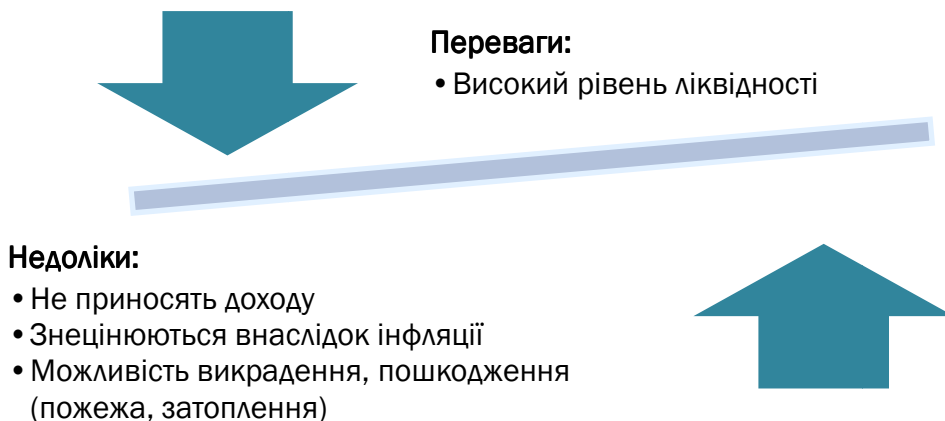 Переваги:
• Високий рівень ліквідності
Недоліки:
• Не приносять доходу
• Знецінюються внаслідок інфляції
• Можливість викрадення, пошкодження
(пожежа, затоплення)